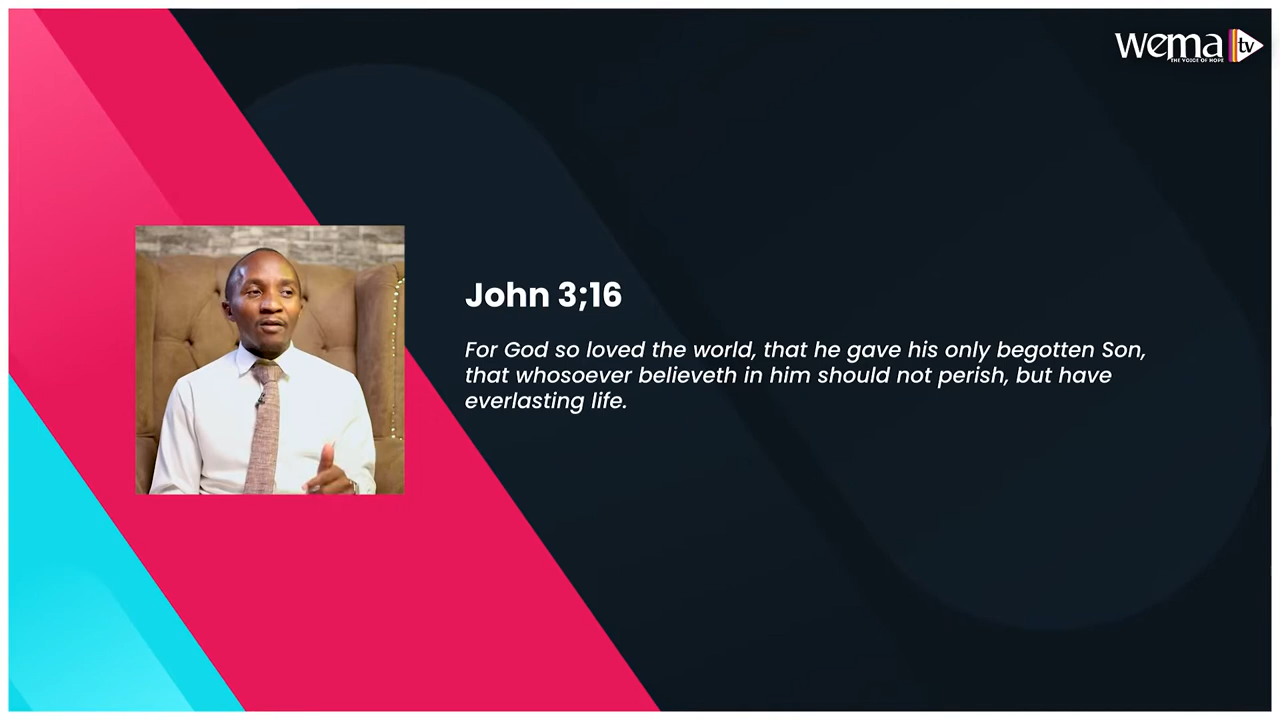 wema tv
THE VOICE OF HOPE
John 3;16
For God so loved the world, that he gave his only begotten Son,
that whosoever believeth in him should not perish, but have
everlasting life.